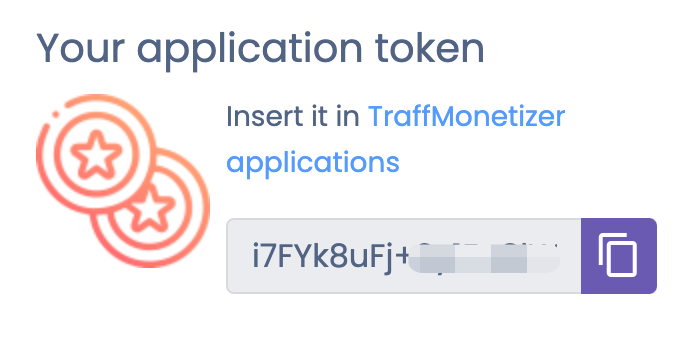 Your application token
Insert it in TraffMonetizer
applications
i7FYk8uFj+